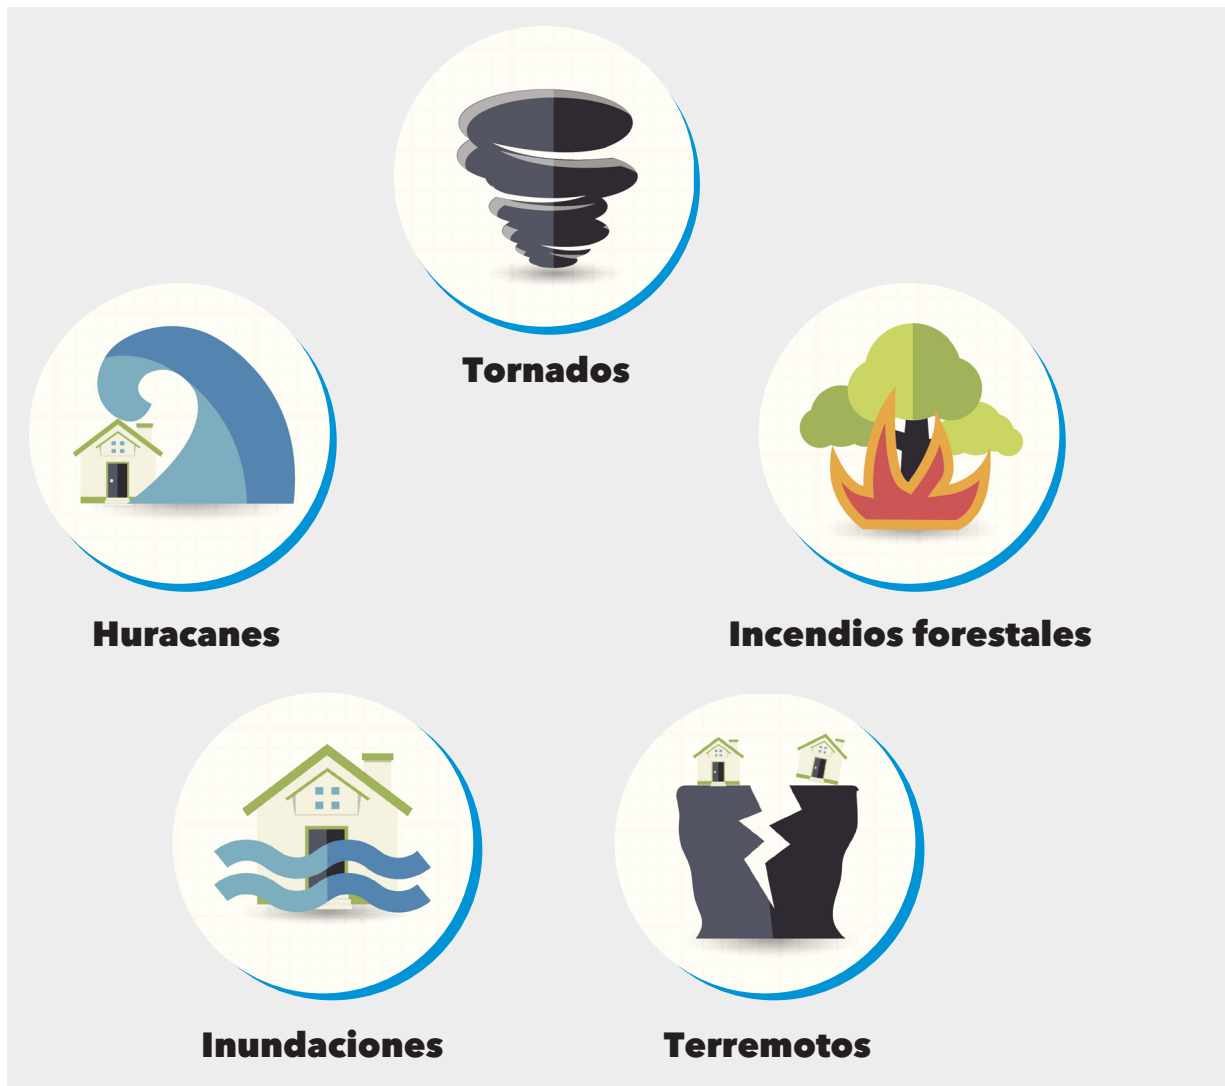 Tornados
Huracanes
Incendios forestales
Inundaciones
Terremotos